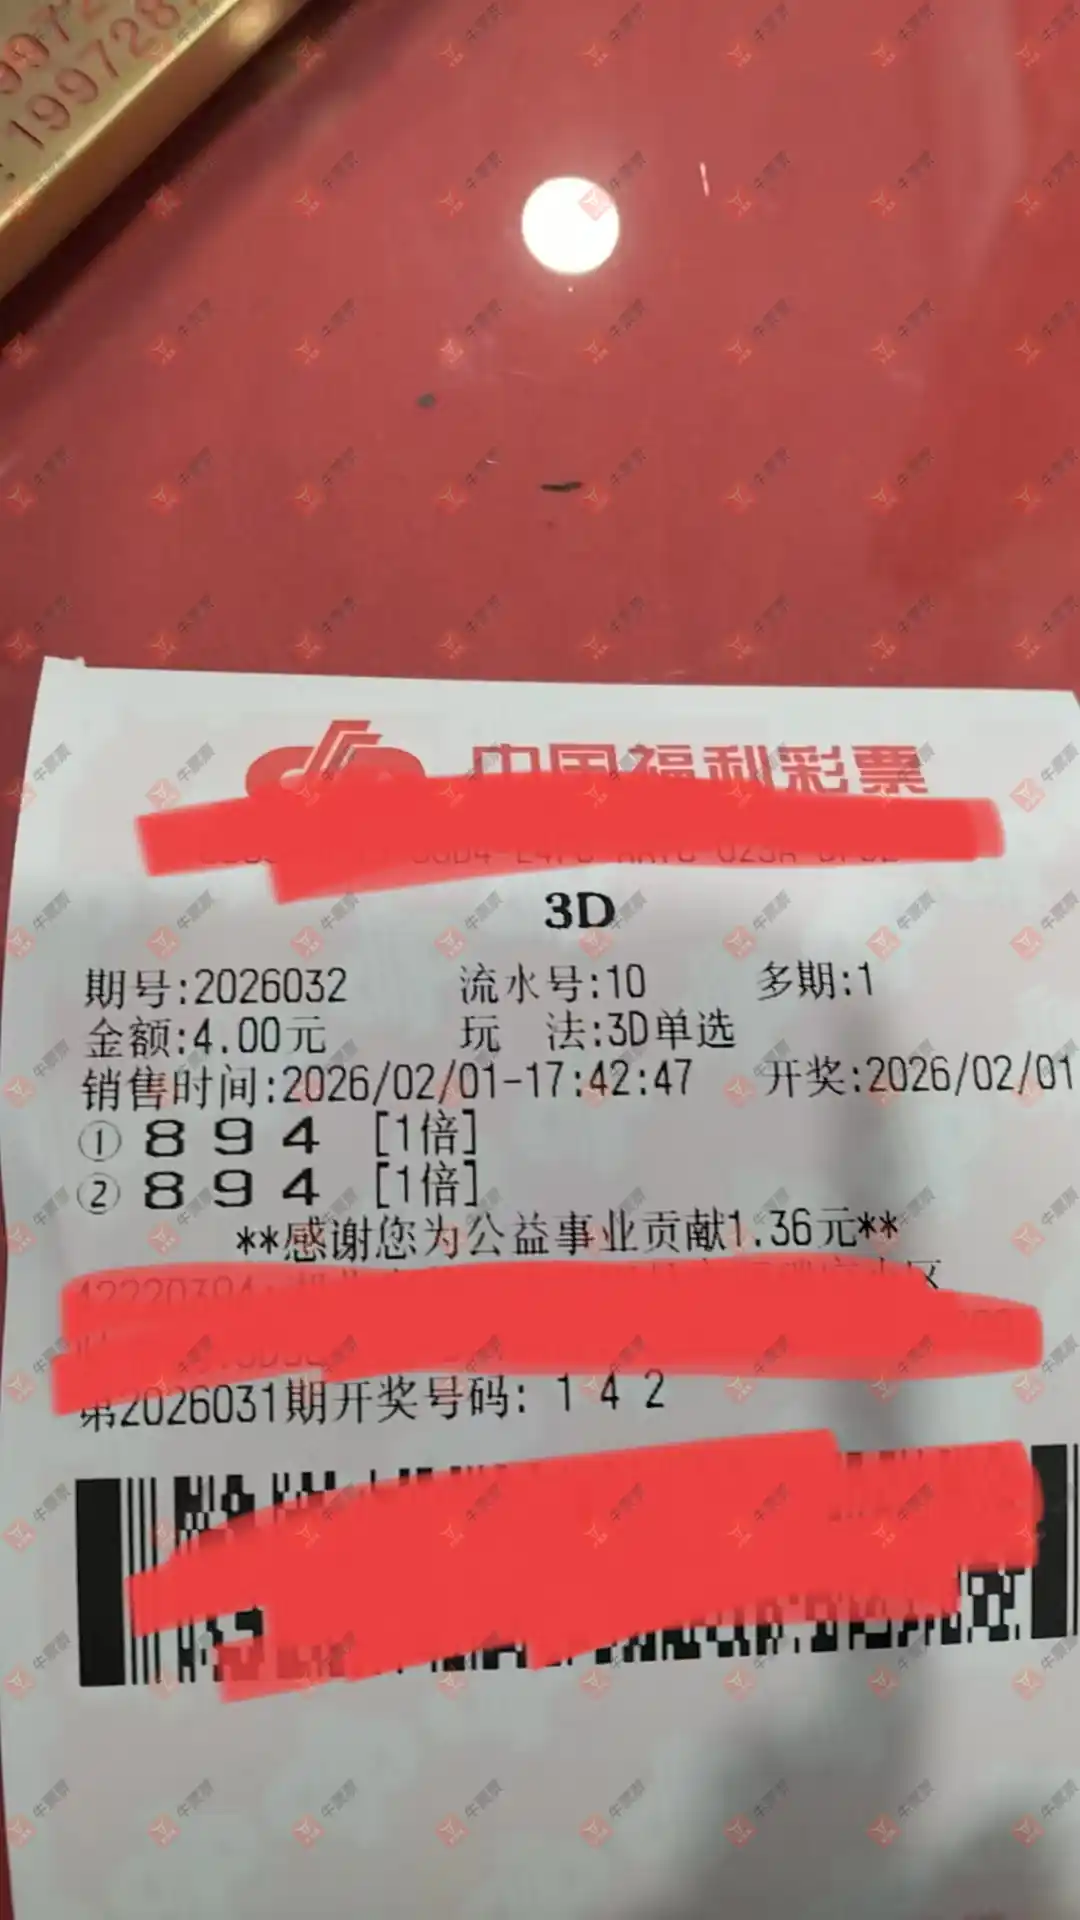 199728
中国福利彩票
3D
期号:2026032 流水号:10 多期:1
金额:4.00元 玩 法:3D单选
销售时间:2026/02/01-17:42:47 开奖:2026/02/01
① 8 9 4 [1倍]
② 8 9 4 [1倍]
**感谢您为公益事业贡献1.36元**
第2026031期开奖号码: 1 4 2
牛票票